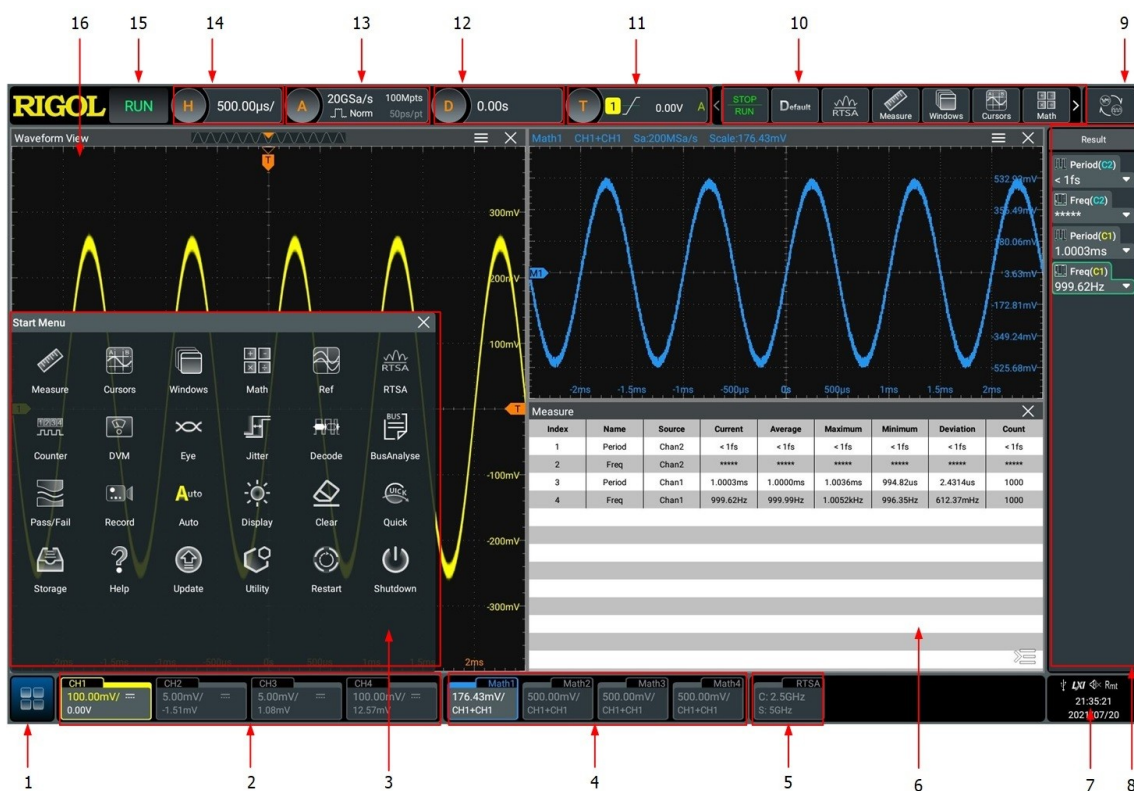 16 15 14 13 12 11 10 9
RIGOL RUN H 500.00µs/ A 20GSa/s 100Mpts D 0.00s T 1 0.00V A < STOP RUN Default RTSA Measure Windows Cursors Math >
Norm 50ps/pt
Waveform View
T
300mV
200mV
100mV
T
-100mV
-200mV
-300mV
2ms
Math1 CH1+CH1 Sa:200MSa/s Scale:176.43mV
532.92mV
356.49mV
180.06mV
M1 3.63mV
-172.81mV
-349.24mV
-525.68mV
-2ms -1.5ms -1ms -500µs 0s 500µs 1ms 1.5ms 2ms
Result
Period(C2)
< 1fs
Freq(C2)
*****
Period(C1)
1.0003ms
Freq(C1)
999.62Hz
Start Menu
Measure Cursors Windows Math Ref RTSA
Counter DVM Eye Jitter Decode BusAnalyse
Pass/Fail Record Auto Display Clear Quick
Storage Help Update Utility Restart Shutdown
-2ms -1.5ms -1ms -500µs 0s 500µs 1ms 1.5ms
Measure
Index Name Source Current Average Maximum Minimum Deviation Count
1 Period Chan2 < 1fs < 1fs < 1fs < 1fs < 1fs < 1fs
2 Freq Chan2 ***** ***** ***** ***** ***** *****
3 Period Chan1 1.0003ms 1.0000ms 1.0036ms 994.82us 2.4314us 1000
4 Freq Chan1 999.62Hz 999.99Hz 1.0052kHz 996.35Hz 612.37mHz 1000
CH1 CH2 CH3 CH4 Math1 Math2 Math3 Math4 RTSA
100.00mV/ 5.00mV/ 5.00mV/ 100.00mV/ 176.43mV/ 500.00mV/ 500.00mV/ 500.00mV/ C: 2.5GHz
0.00V -1.51mV 1.08mV 12.57mV CH1+CH1 CH1+CH1 CH1+CH1 CH1+CH1 S: 5GHz
LXI Rmt
21:35:21
2021/07/20
1 2 3 4 5 6 7 8